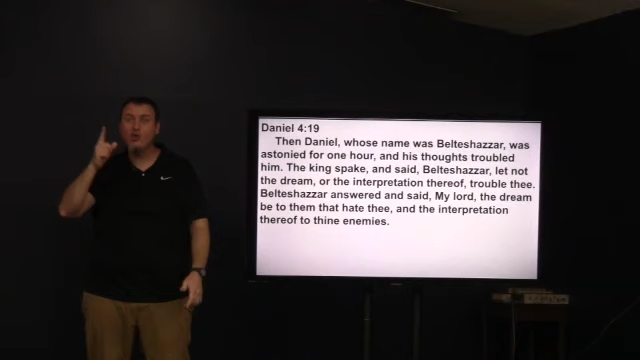 Daniel 4:19
Then Daniel, whose name was Belteshazzar, was
astonied for one hour, and his thoughts troubled
him. The king spake, and said, Belteshazzar, let not
the dream, or the interpretation thereof, trouble thee.
Belteshazzar answered and said, My lord, the dream
be to them that hate thee, and the interpretation
thereof to thine enemies.